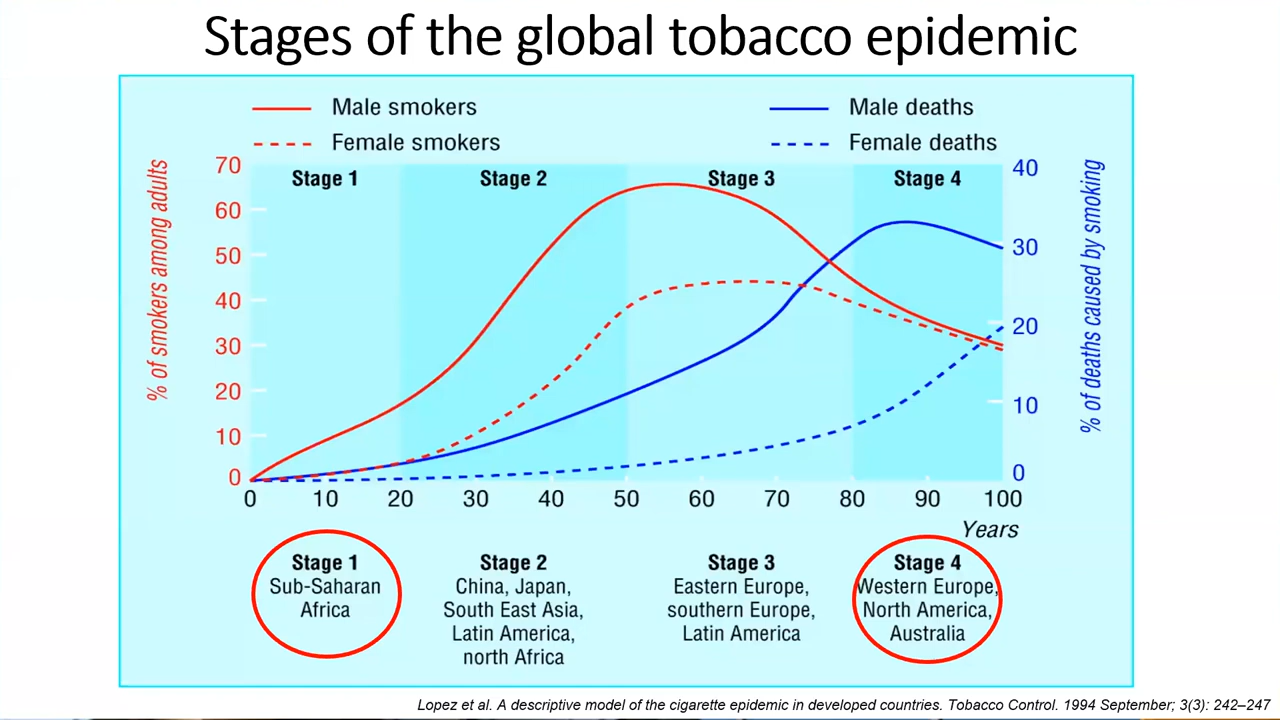 Stages of the global tobacco epidemic
Male smokers
Female smokers
Male deaths
Female deaths
% of smokers among adults
70
60
50
40
30
20
10
0
Stage 1
Stage 2
Stage 3
Stage 4
40
30
20
10
0
% of deaths caused by smoking
0 10 20 30 40 50 60 70 80 90 100
Years
Stage 1
Sub-Saharan
Africa
Stage 2
China, Japan,
South East Asia,
Latin America,
north Africa
Stage 3
Eastern Europe,
southern Europe,
Latin America
Stage 4
Western Europe,
North America,
Australia
Lopez et al. A descriptive model of the cigarette epidemic in developed countries. Tobacco Control. 1994 September; 3(3): 242–247